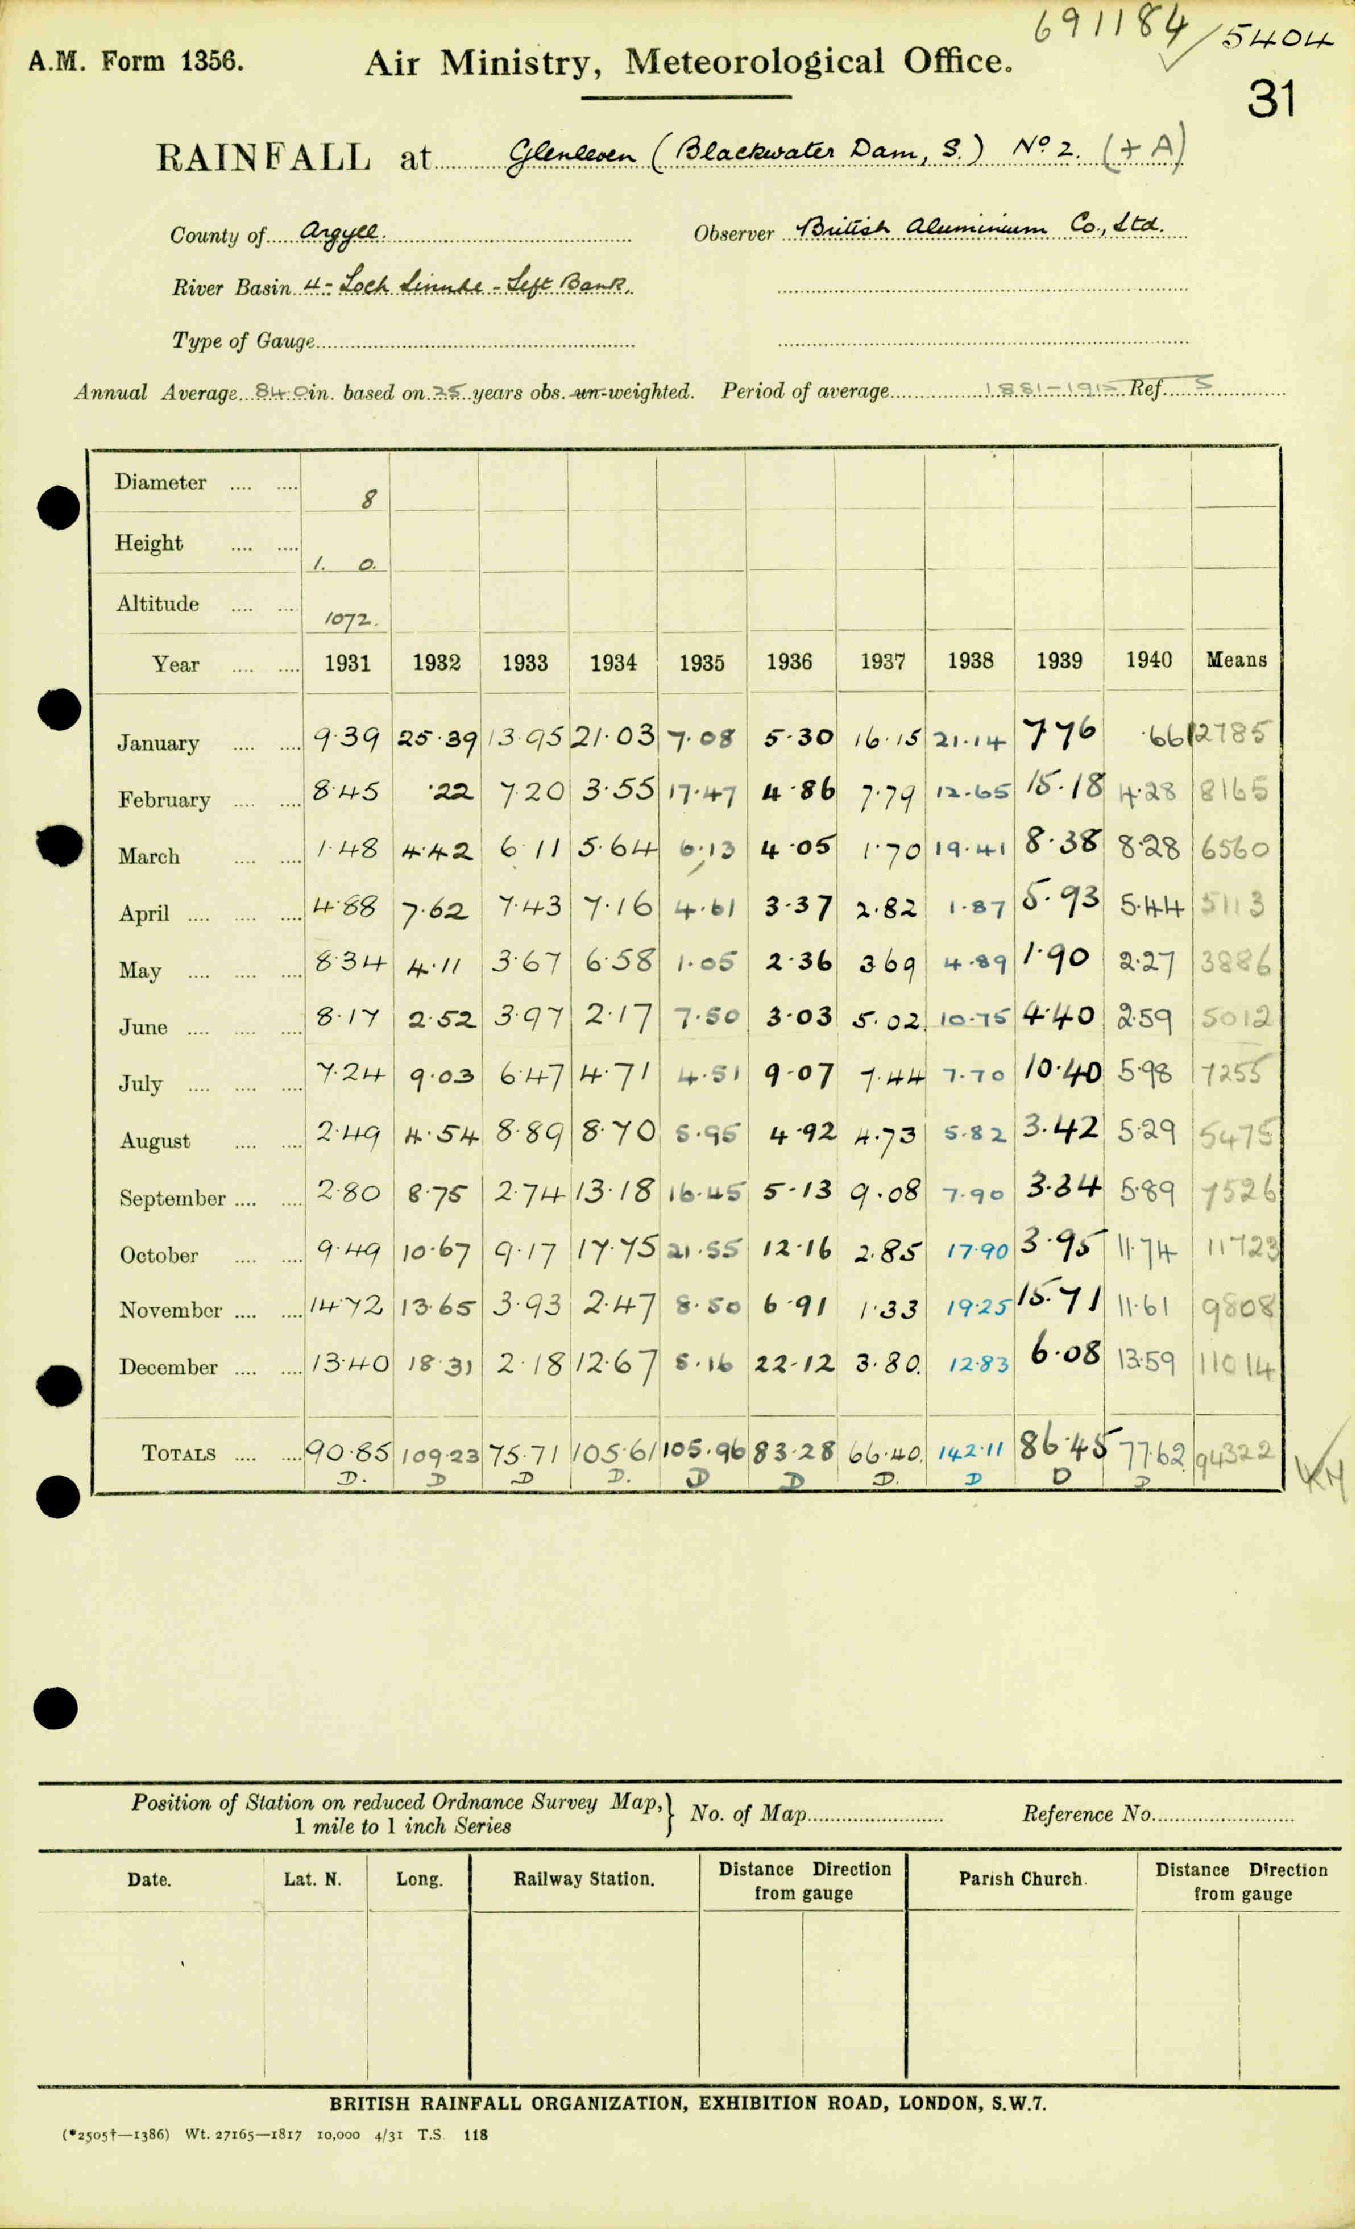 691184 / 5404
A.M. Form 1356. Air Ministry, Meteorological Office.
31
RAINFALL at Glenleven (Blackwater Dam, S.) No 2. (+ A)
County of Argyll. Observer British Aluminium Co., Ltd.
River Basin 4 - Loch Linnhe - Left Bank.
Type of Gauge
Annual Average 84.0 in. based on 25 years obs. un-weighted. Period of average 1881-1915 Ref. S
Diameter 8
Height 1. 0.
Altitude 1072.
Year 1931 1932 1933 1934 1935 1936 1937 1938 1939 1940 Means
January 9.39 25.39 13.95 21.03 7.08 5.30 16.15 21.14 7.76 .66 12785
February 8.45 .22 7.20 3.55 17.47 4.86 7.79 12.65 15.18 4.28 8165
March 1.48 4.42 6.11 5.64 6.13 4.05 1.70 19.41 8.38 8.28 6560
April 4.88 7.62 7.43 7.16 4.61 3.37 2.82 1.87 5.93 5.44 5113
May 8.34 4.11 3.67 6.58 1.05 2.36 3.69 4.89 1.90 2.27 3886
June 8.17 2.52 3.97 2.17 7.50 3.03 5.02 10.75 4.40 2.59 5012
July 7.24 9.03 6.47 4.71 4.51 9.07 7.44 7.70 10.40 5.98 7255
August 2.49 4.54 8.89 8.70 5.95 4.92 4.73 5.82 3.42 5.29 5475
September 2.80 8.75 2.74 13.18 16.45 5.13 9.08 7.90 3.34 5.89 7526
October 9.49 10.67 9.17 17.75 21.55 12.16 2.85 17.90 3.95 11.74 11723
November 14.72 13.65 3.93 2.47 8.50 6.91 1.33 19.25 15.71 11.61 9808
December 13.40 18.31 2.18 12.67 5.16 22.12 3.80 12.83 6.08 13.59 11014
TOTALS 90.85 109.23 75.71 105.61 105.96 83.28 66.40 142.11 86.45 77.62 94322
D. D D D. D D D. D D D
Position of Station on reduced Ordnance Survey Map, 1 mile to 1 inch Series } No. of Map Reference No.
Date. Lat. N. Long. Railway Station. Distance Direction from gauge Parish Church. Distance Direction from gauge
BRITISH RAINFALL ORGANIZATION, EXHIBITION ROAD, LONDON, S.W.7.
(*2505†—1386) Wt. 27165—1817 10,000 4/31 T.S. 118